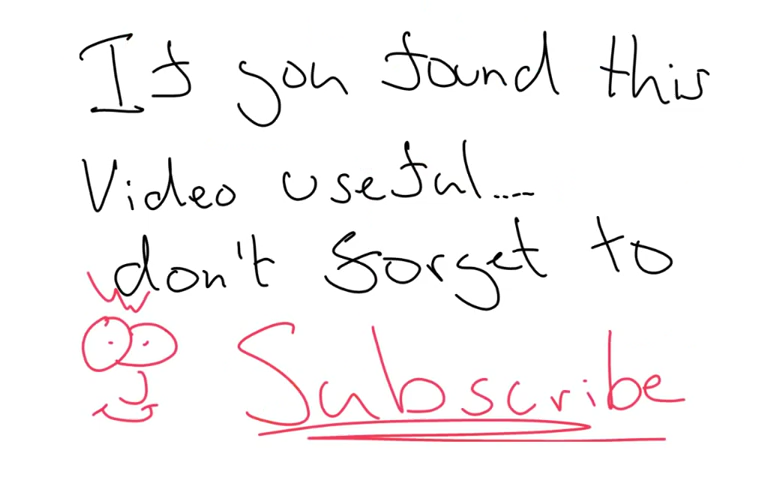 If you found this
Video useful....
don't forget to
Subscribe